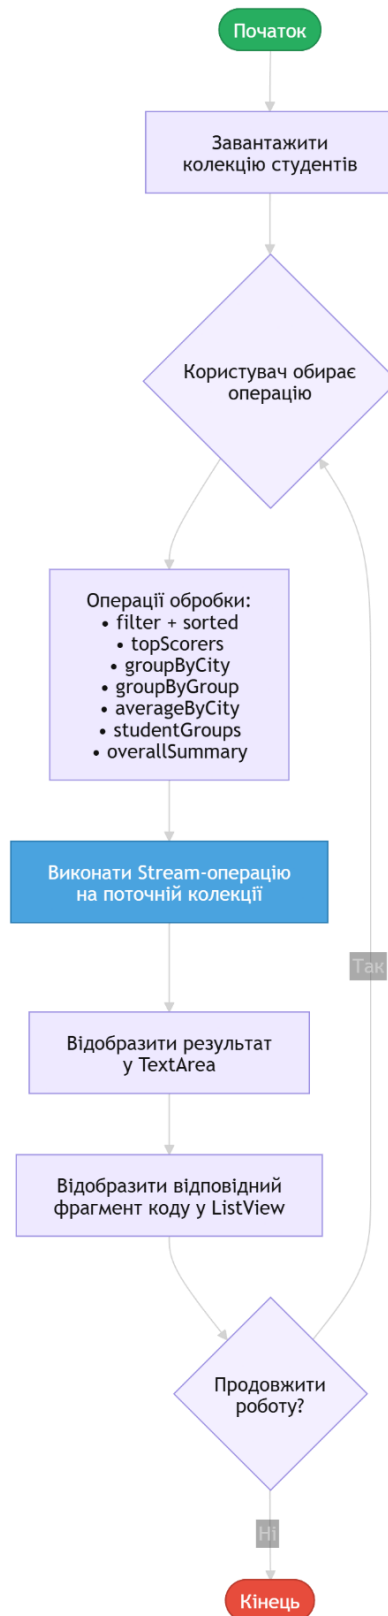 Початок
Завантажити
колекцію студентів
Користувач обирає
операцію
Операції обробки:
• filter + sorted
• topScorers
• groupByCity
• groupByGroup
• averageByCity
• studentGroups
• overallSummary
Виконати Stream-операцію
на поточній колекції
Так
Відобразити результат
у TextArea
Відобразити відповідний
фрагмент коду у ListView
Продовжити
роботу?
Ні
Кінець